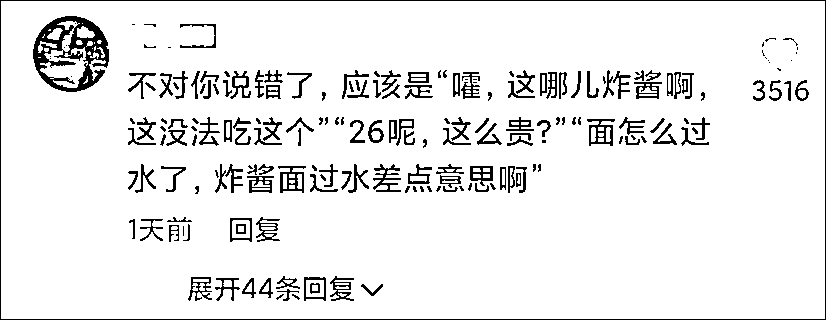 不对你说错了，应该是“嚯，这哪儿炸酱啊，
3516
这没法吃这个”“26呢，这么贵?”“面怎么过
水了，炸酱面过水差点意思啊”
1天前 回复
展开44条回复